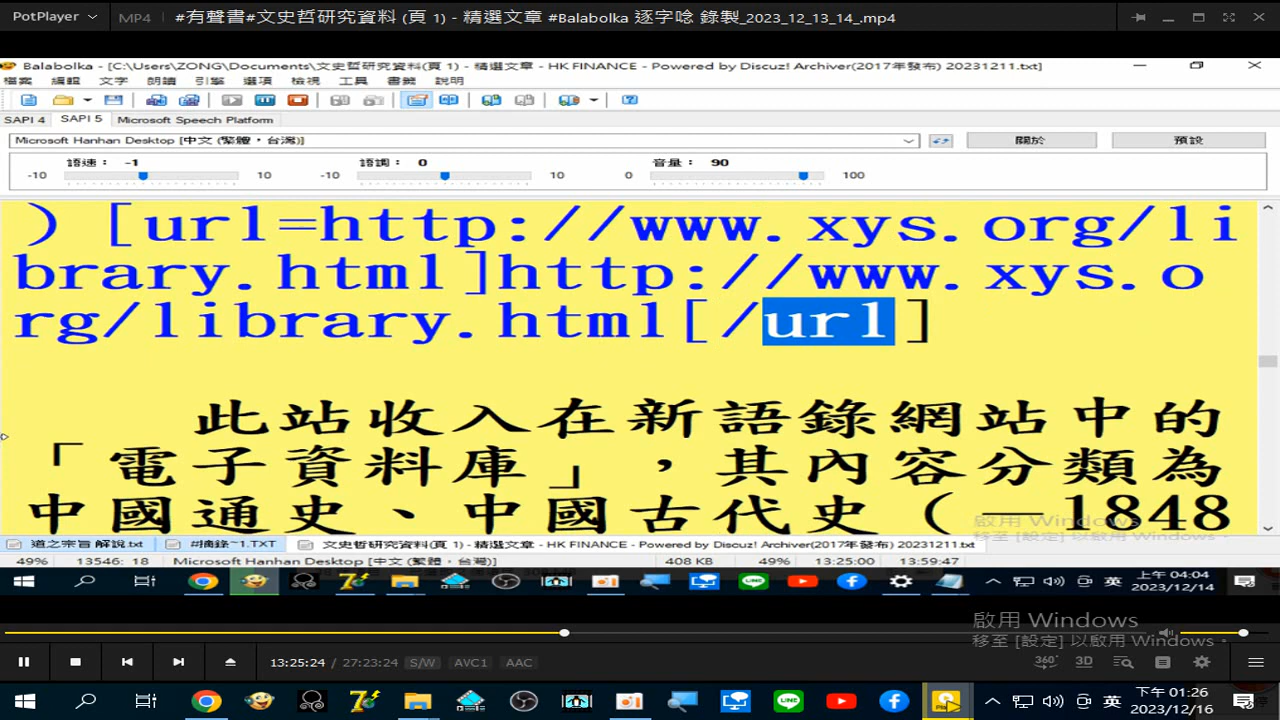 PotPlayer
MP4
#有聲書#文史哲研究資料 (頁 1) - 精選文章 #Balabolka 逐字唸 錄製_2023_12_13_14_.mp4
Balabolka - [C:\Users\ZONG\Documents\文史哲研究資料(頁 1) - 精選文章 - HK FINANCE - Powered by Discuz! Archiver(2017年發布) 20231211.txt]
檔案 編輯 文字 朗讀 引擎 選項 檢視 工具 書籤 說明
SAPI 4 SAPI 5 Microsoft Speech Platform
Microsoft Hanhan Desktop [中文 (繁體，台灣)]
關於
預設
語速： -1
語調： 0
音量： 90
-10 10 -10 10 0 100
) [url=http://www.xys.org/li
brary.html]http://www.xys.o
rg/library.html[/url]
此站收入在新語錄網站中的
「電子資料庫」，其內容分類為
中國通史、中國古代史（—1848
啟用 Windows
移至 [設定] 以啟用 Windows。
道之宗旨 解說.txt
#摘錄~1.TXT
文史哲研究資料(頁 1) - 精選文章 - HK FINANCE - Powered by Discuz! Archiver(2017年發布) 20231211.txt
49% 13546: 18 Microsoft Hanhan Desktop [中文 (繁體，台灣)] 408 KB 49% 13:25:00 13:59:47
英
上午 04:04
2023/12/14
啟用 Windows
移至 [設定] 以啟用 Windows。
13:25:24 / 27:23:24 S/W AVC1 AAC
360° 3D
英
下午 01:26
2023/12/16